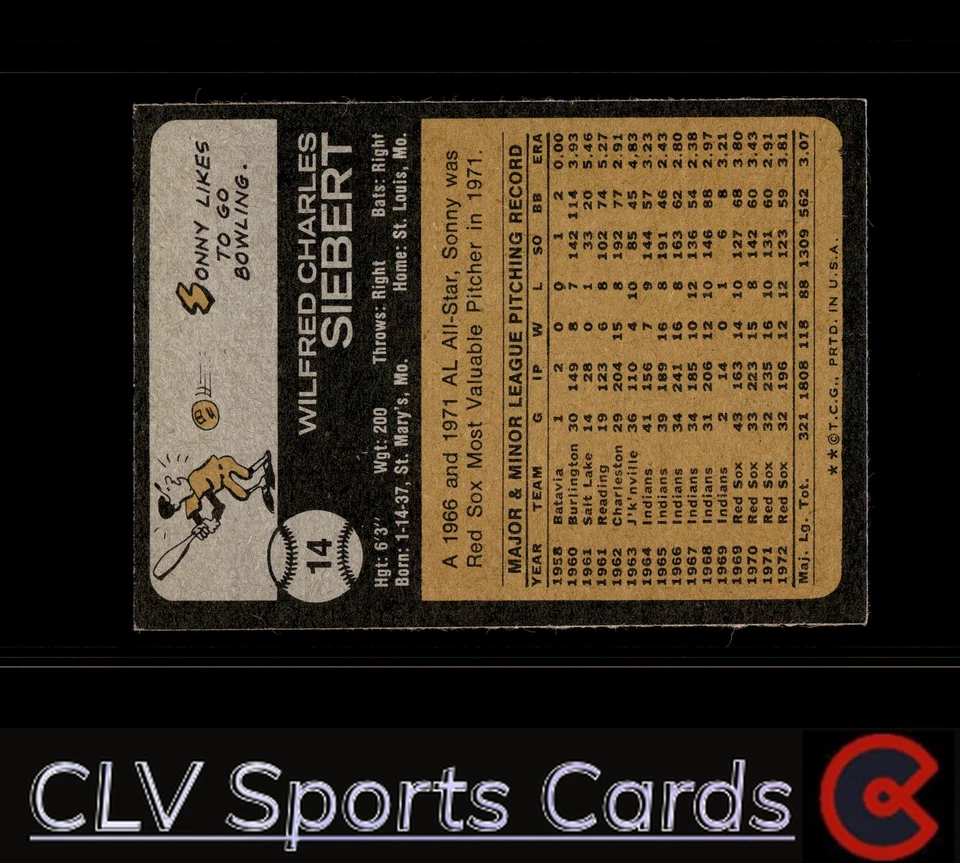 SONNY LIKES
TO GO
BOWLING.
14
WILFRED CHARLES
SIEBERT
Hgt: 6'3" Wgt: 200 Throws: Right Bats: Right
Born: 1-14-37, St. Mary's, Mo. Home: St. Louis, Mo.
A 1966 and 1971 AL All-Star, Sonny was
Red Sox Most Valuable Pitcher in 1971.
MAJOR & MINOR LEAGUE PITCHING RECORD
YEAR TEAM G IP W L SO BB ERA
1958 Batavia 1 2 0 0 1 2 0.00
1960 Burlington 30 149 8 7 142 114 3.93
1961 Salt Lake 14 28 0 1 33 20 5.46
1961 Reading 19 123 6 8 102 74 5.27
1962 Charleston 29 204 15 8 192 77 2.91
1963 J'k'nville 36 110 4 10 85 45 4.83
1964 Indians 41 156 7 9 144 57 3.23
1965 Indians 39 189 16 8 191 46 2.43
1966 Indians 34 241 16 8 163 62 2.80
1967 Indians 34 185 10 12 136 54 2.38
1968 Indians 31 206 12 10 146 88 2.97
1969 Indians 2 14 0 1 6 8 3.21
1969 Red Sox 43 163 14 10 127 68 3.80
1970 Red Sox 33 223 15 8 142 60 3.43
1971 Red Sox 32 235 16 10 131 60 2.91
1972 Red Sox 32 196 12 12 123 59 3.81
Maj. Lg. Tot. 321 1808 118 88 1309 562 3.07
**©T.C.G., PRTD. IN U.S.A.
CLV Sports Cards